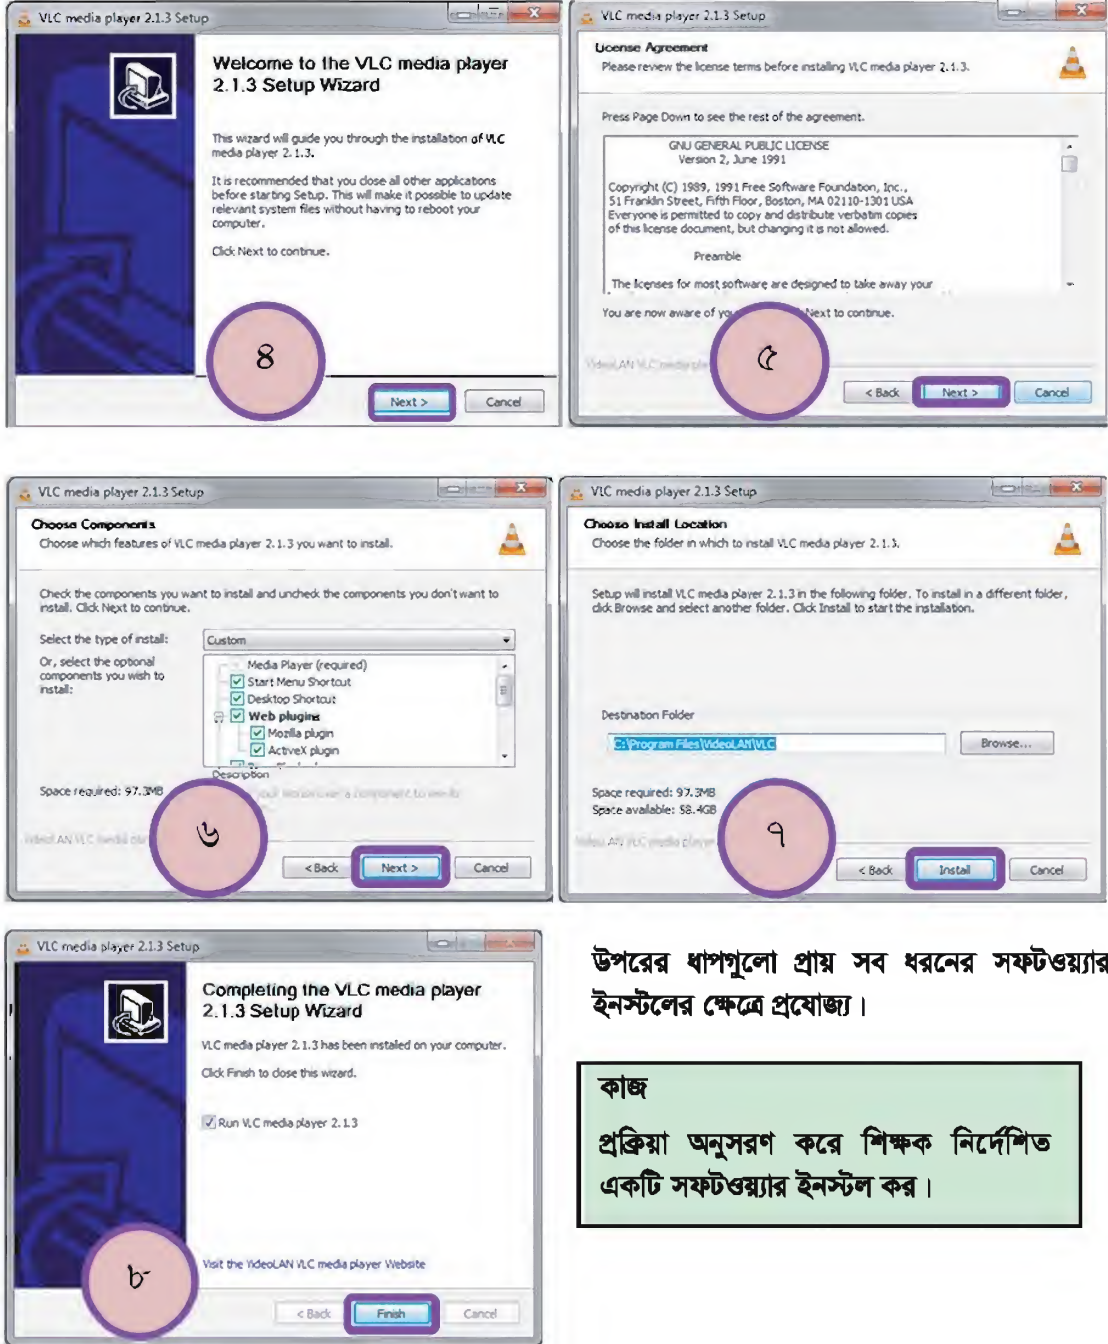 VLC media player 2.1.3 Setup
Welcome to the VLC media player
2.1.3 Setup Wizard
This wizard will guide you through the installation of VLC
media player 2.1.3.
It is recommended that you close all other applications
before starting Setup. This will make it possible to update
relevant system files without having to reboot your
computer.
Click Next to continue.
৪
Next >
Cancel
VLC media player 2.1.3 Setup
License Agreement
Please review the license terms before installing VLC media player 2.1.3.
Press Page Down to see the rest of the agreement.
GNU GENERAL PUBLIC LICENSE
Version 2, June 1991
Copyright (C) 1989, 1991 Free Software Foundation, Inc.,
51 Franklin Street, Fifth Floor, Boston, MA 02110-1301 USA
Everyone is permitted to copy and distribute verbatim copies
of this license document, but changing it is not allowed.
Preamble
The licenses for most software are designed to take away your
You are now aware of Next to continue.
৫
< Back
Next >
Cancel
VLC media player 2.1.3 Setup
Choose Components
Choose which features of VLC media player 2.1.3 you want to install.
Check the components you want to install and uncheck the components you don't want to
install. Click Next to continue.
Select the type of install:
Custom
Or, select the optional
components you wish to
install:
Media Player (required)
Start Menu Shortcut
Desktop Shortcut
Web plugins
Mozilla plugin
ActiveX plugin
Description
Space required: 97.3MB
৬
< Back
Next >
Cancel
VLC media player 2.1.3 Setup
Choose Install Location
Choose the folder in which to install VLC media player 2.1.3.
Setup will install VLC media player 2.1.3 in the following folder. To install in a different folder,
click Browse and select another folder. Click Install to start the installation.
Destination Folder
C:\Program Files\VideoLAN\VLC
Browse...
Space required: 97.3MB
Space available: 58.4GB
৭
< Back
Install
Cancel
VLC media player 2.1.3 Setup
Completing the VLC media player
2.1.3 Setup Wizard
VLC media player 2.1.3 has been installed on your computer.
Click Finish to close this wizard.
Run VLC media player 2.1.3
Visit the VideoLAN VLC media player Website
৮
< Back
Finish
Cancel
উপরের ধাপগুলো প্রায় সব ধরনের সফটওয়্যার
ইনস্টলের ক্ষেত্রে প্রযোজ্য।
কাজ
প্রক্রিয়া অনুসরণ করে শিক্ষক নির্দেশিত
একটি সফটওয়্যার ইনস্টল কর।